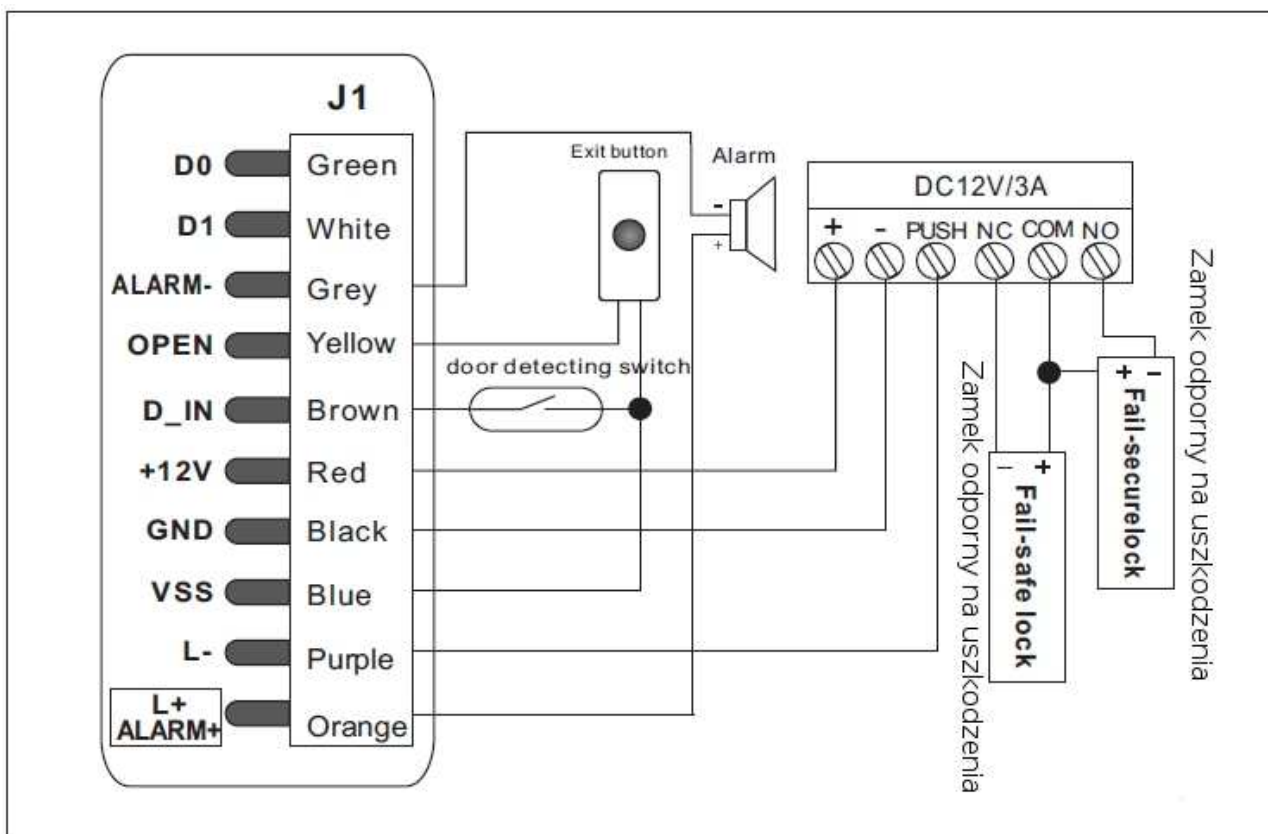 J1
D0 Green
D1 White
ALARM- Grey
OPEN Yellow
D_IN Brown
+12V Red
GND Black
VSS Blue
L- Purple
L+
ALARM+ Orange
Exit button
Alarm
-
+
door detecting switch
DC12V/3A
+ - PUSH NC COM NO
- +
Fail-safe lock
Zamek odporny na uszkodzenia
+ -
Fail-securelock
Zamek odporny na uszkodzenia